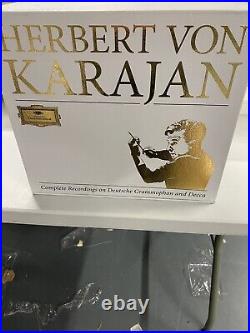 HERBERT VON
KARAJAN
Complete Recordings on Deutsche Grammophon and Decca